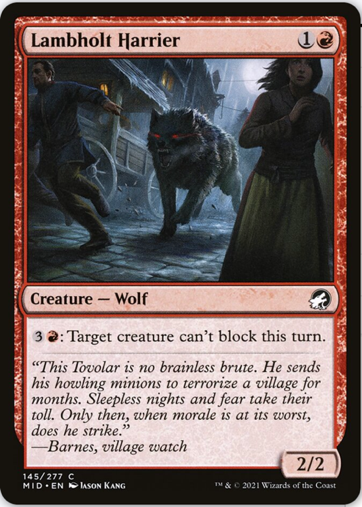 Lambholt Harrier 1
Creature — Wolf
3 : Target creature can't block this turn.
"This Tovolar is no brainless brute. He sends
his howling minions to terrorize a village for
months. Sleepless nights and fear take their
toll. Only then, when morale is at its worst,
does he strike."
—Barnes, village watch
2/2
145/277 C
MID • EN Jason Kang
™ & © 2021 Wizards of the Coast